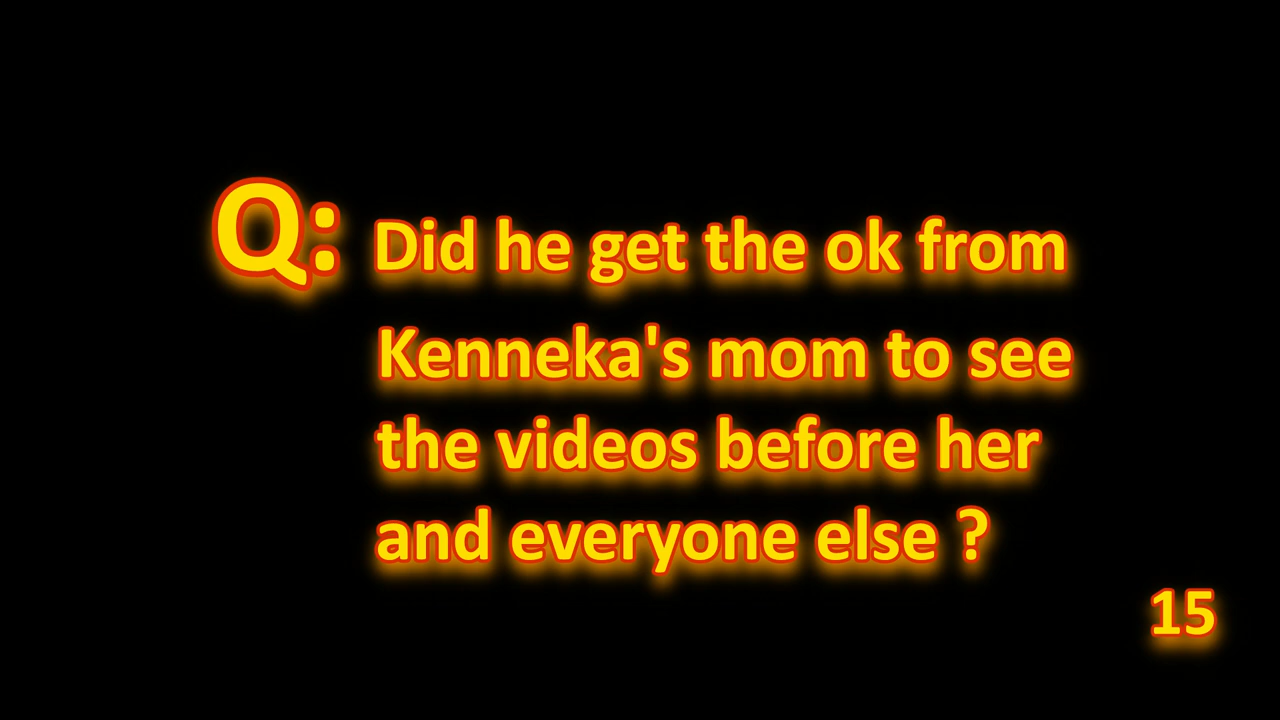 Q: Did he get the ok from
Kenneka's mom to see
the videos before her
and everyone else ?
15